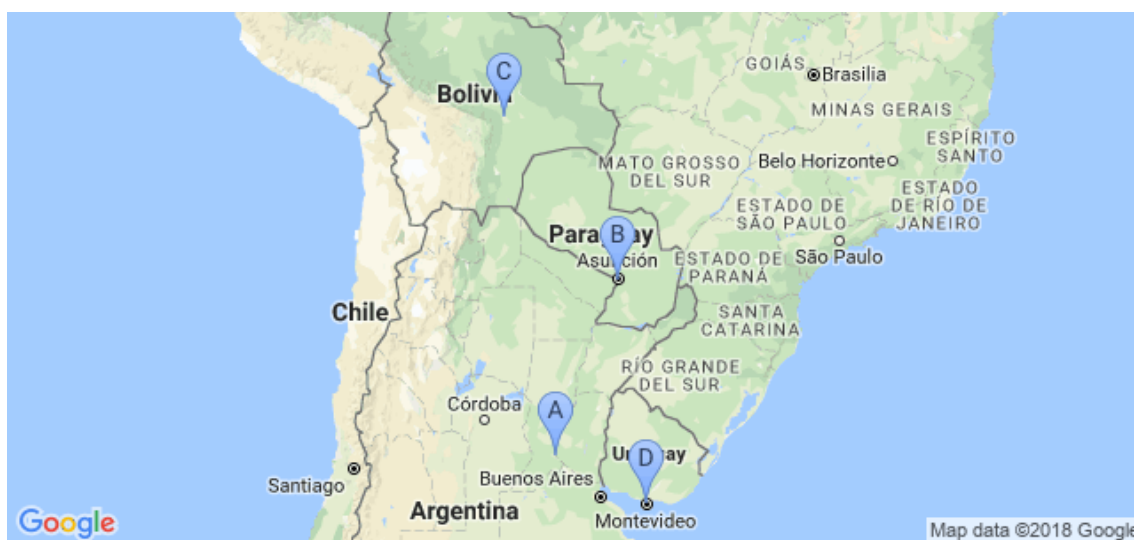 GOIÁS
Brasilia
C
Bolivia
MINAS GERAIS
ESPÍRITO
SANTO
MATO GROSSO
DEL SUR
Belo Horizonte
ESTADO
DE RÍO DE
JANEIRO
ESTADO DE
SÃO PAULO
Paraguay
B
Asunción
São Paulo
ESTADO DE
PARANÁ
Chile
SANTA
CATARINA
RÍO GRANDE
DEL SUR
Córdoba
A
Uruguay
D
Santiago
Buenos Aires
Argentina
Montevideo
Google
Map data ©2018 Google